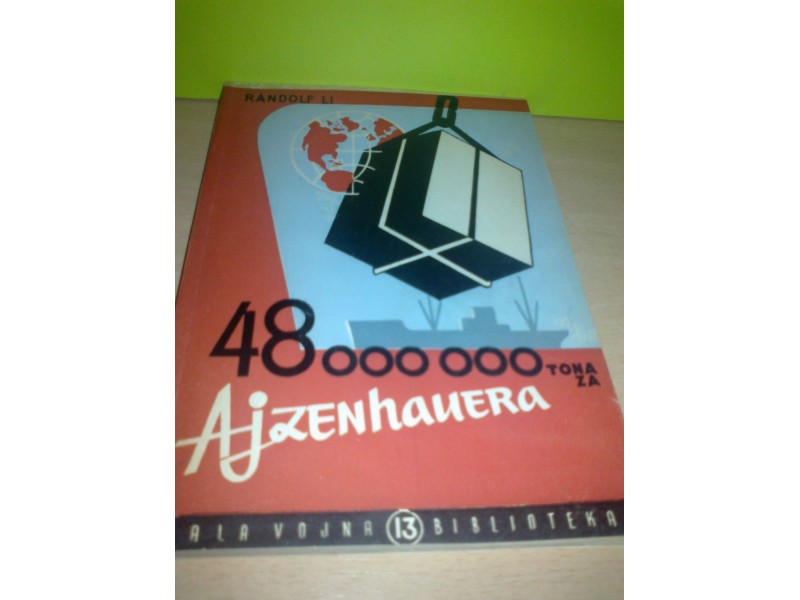 RANDOLF LI
48 000 000 TONA
ZA
AjzENhAUERA
ALA VOJNA 13 BIBLIOTEKA